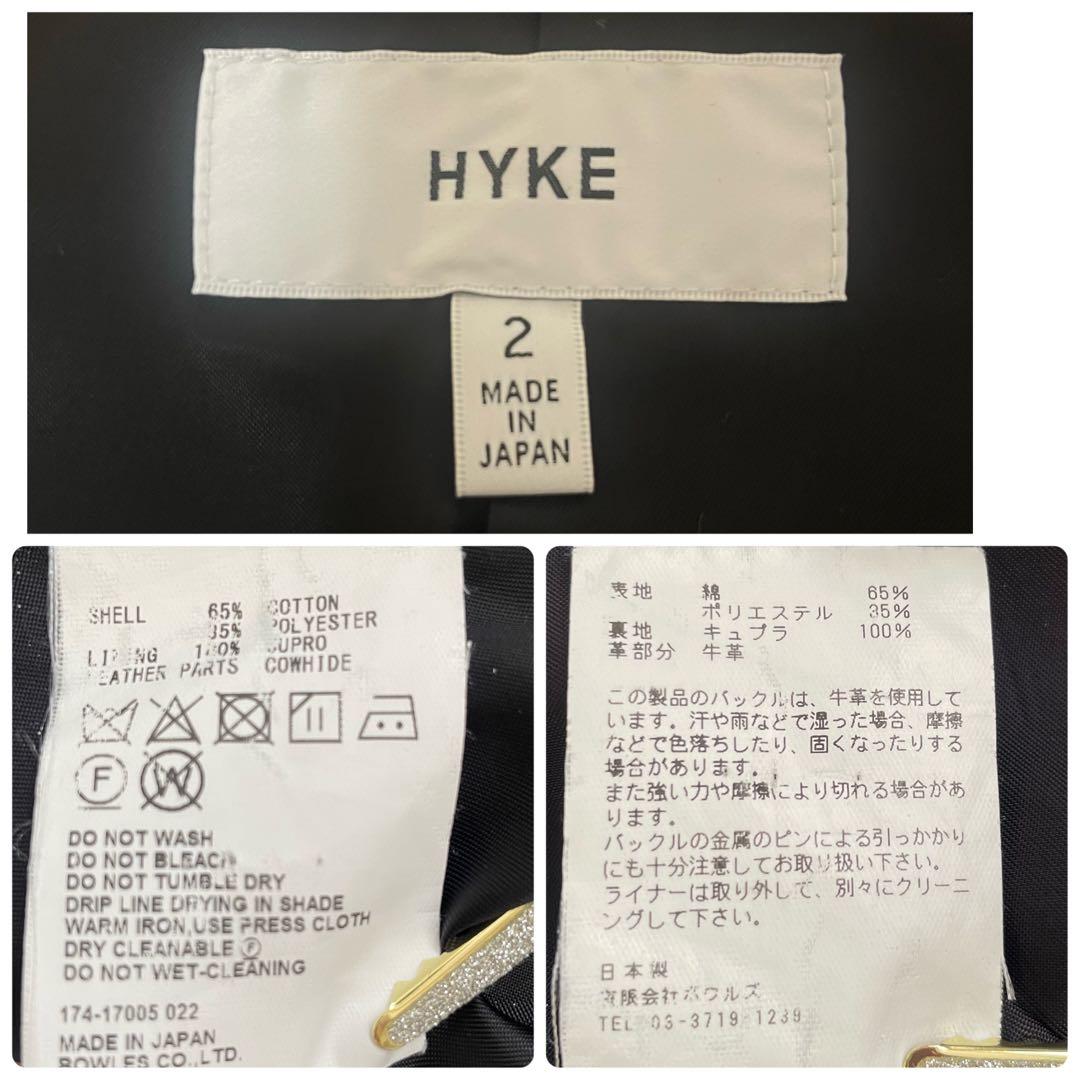 HYKE
2
MADE
IN
JAPAN
SHELL 65% COTTON
35% POLYESTER
LINING 100% CUPRO
LEATHER PARTS COWHIDE
F
W
DO NOT WASH
DO NOT BLEACH
DO NOT TUMBLE DRY
DRIP LINE DRYING IN SHADE
WARM IRON,USE PRESS CLOTH
DRY CLEANABLE Ⓕ
DO NOT WET-CLEANING
174-17005 022
MADE IN JAPAN
BOWLES CO.,LTD.
表地 綿 65%
ポリエステル 35%
裏地 キュプラ 100%
革部分 牛革
この製品のバックルは、牛革を使用して
います。汗や雨などで湿った場合、摩擦
などで色落ちしたり、固くなったりする
場合があります。
また強い力や摩擦により切れる場合があ
ります。
バックルの金属のピンによる引っかかり
にも十分注意してお取り扱い下さい。
ライナーは取り外して、別々にクリーニ
ングして下さい。
日本製
有限会社ボウルズ
TEL 03-3719-1239